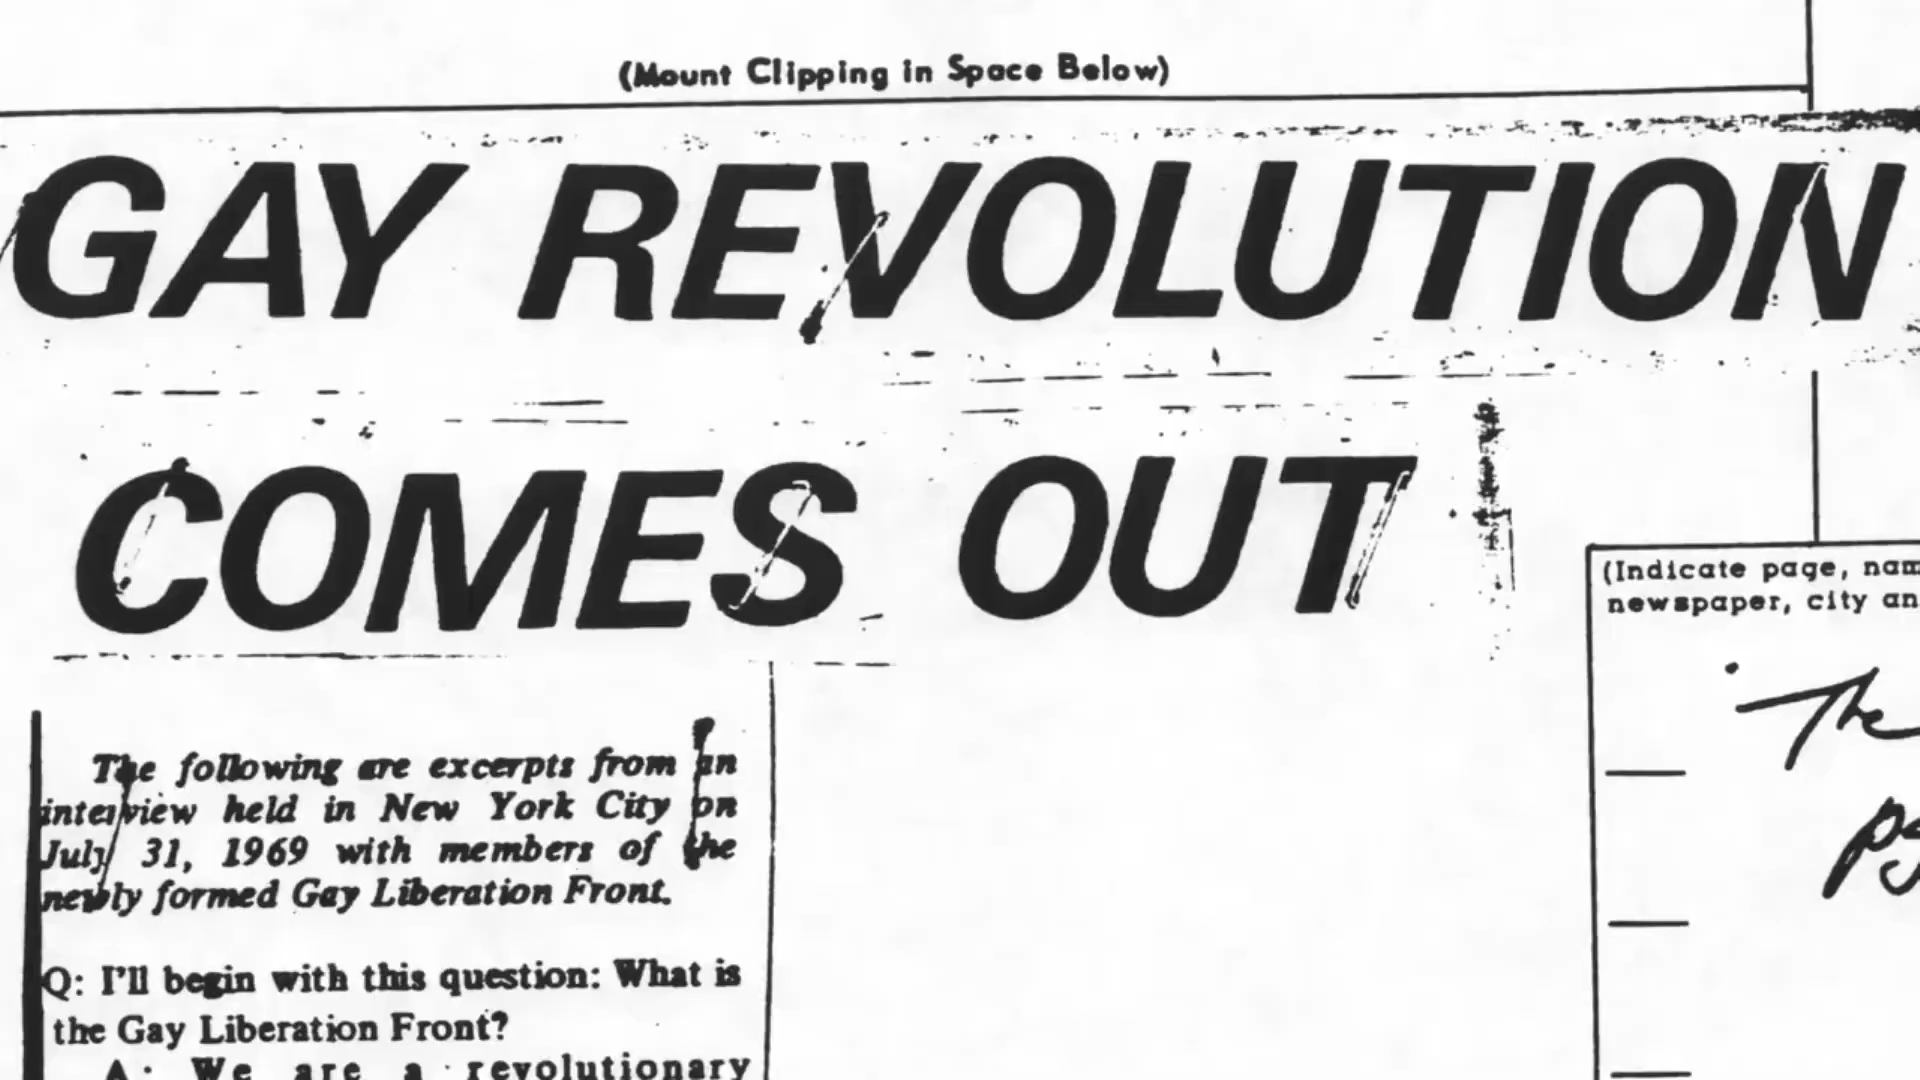 (Mount Clipping in Space Below)
GAY REVOLUTION
COMES OUT
The following are excerpts from an
interview held in New York City on
July 31, 1969 with members of the
newly formed Gay Liberation Front.
Q: I'll begin with this question: What is
the Gay Liberation Front?
A: We are a revolutionary
(Indicate page, nam
newspaper, city an
The